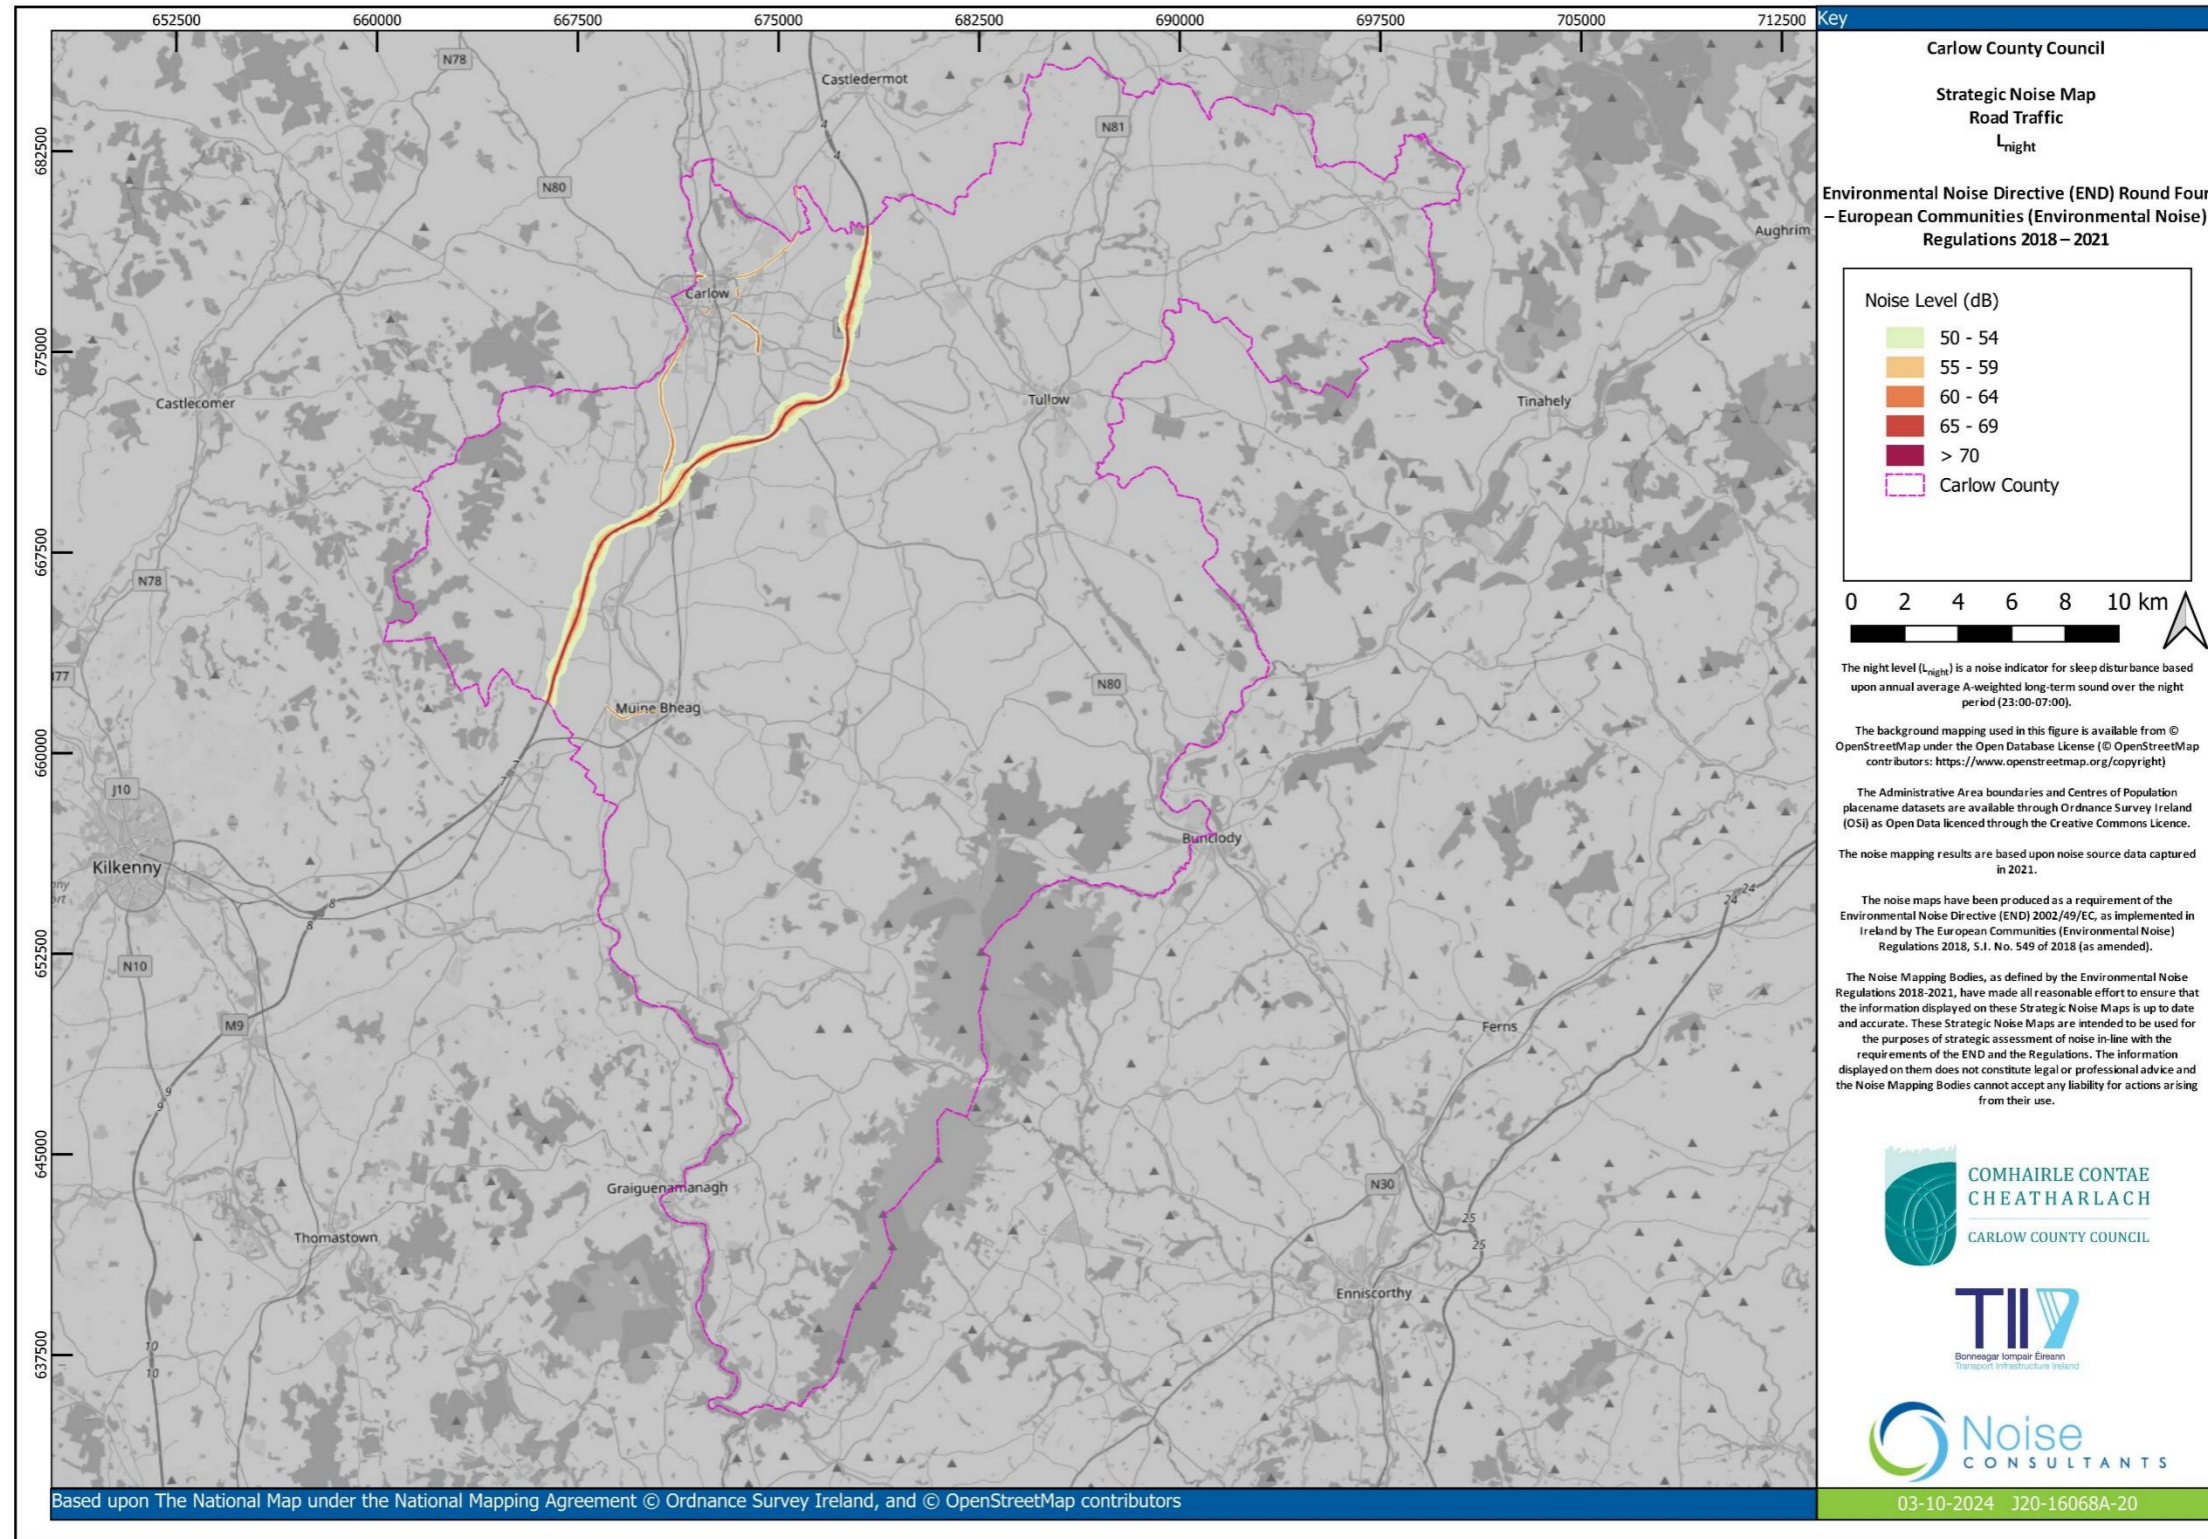 652500 660000 667500 675000 682500 690000 697500 705000 712500
682500
675000
667500
660000
652500
645000
637500
N78
Castledermot
4
4
N81
N80
Aughrim
Carlow
Castlecomer
Tullow
Tinahely
N78
N77
Muine Bheag
N80
7
7
J10
Kilkenny
Bunclody
8
8
24
24
N10
M9
Ferns
9
9
Graiguenamanagh
N30
Thomastown
25
25
Enniscorthy
10
10
Based upon The National Map under the National Mapping Agreement © Ordnance Survey Ireland, and © OpenStreetMap contributors
Key
Carlow County Council
Strategic Noise Map
Road Traffic
Lnight
Environmental Noise Directive (END) Round Four
– European Communities (Environmental Noise)
Regulations 2018 – 2021
Noise Level (dB)
50 - 54
55 - 59
60 - 64
65 - 69
> 70
Carlow County
0 2 4 6 8 10 km
The night level (Lnight) is a noise indicator for sleep disturbance based
upon annual average A-weighted long-term sound over the night
period (23:00-07:00).
The background mapping used in this figure is available from ©
OpenStreetMap under the Open Database License (© OpenStreetMap
contributors: https://www.openstreetmap.org/copyright)
The Administrative Area boundaries and Centres of Population
placename datasets are available through Ordnance Survey Ireland
(OSi) as Open Data licenced through the Creative Commons Licence.
The noise mapping results are based upon noise source data captured
in 2021.
The noise maps have been produced as a requirement of the
Environmental Noise Directive (END) 2002/49/EC, as implemented in
Ireland by The European Communities (Environmental Noise)
Regulations 2018, S.I. No. 549 of 2018 (as amended).
The Noise Mapping Bodies, as defined by the Environmental Noise
Regulations 2018-2021, have made all reasonable effort to ensure that
the information displayed on these Strategic Noise Maps is up to date
and accurate. These Strategic Noise Maps are intended to be used for
the purposes of strategic assessment of noise in-line with the
requirements of the END and the Regulations. The information
displayed on them does not constitute legal or professional advice and
the Noise Mapping Bodies cannot accept any liability for actions arising
from their use.
COMHAIRLE CONTAE
CHEATHARLACH
CARLOW COUNTY COUNCIL
TII
Bonneagar Iompair Éireann
Transport Infrastructure Ireland
Noise
CONSULTANTS
03-10-2024 J20-16068A-20